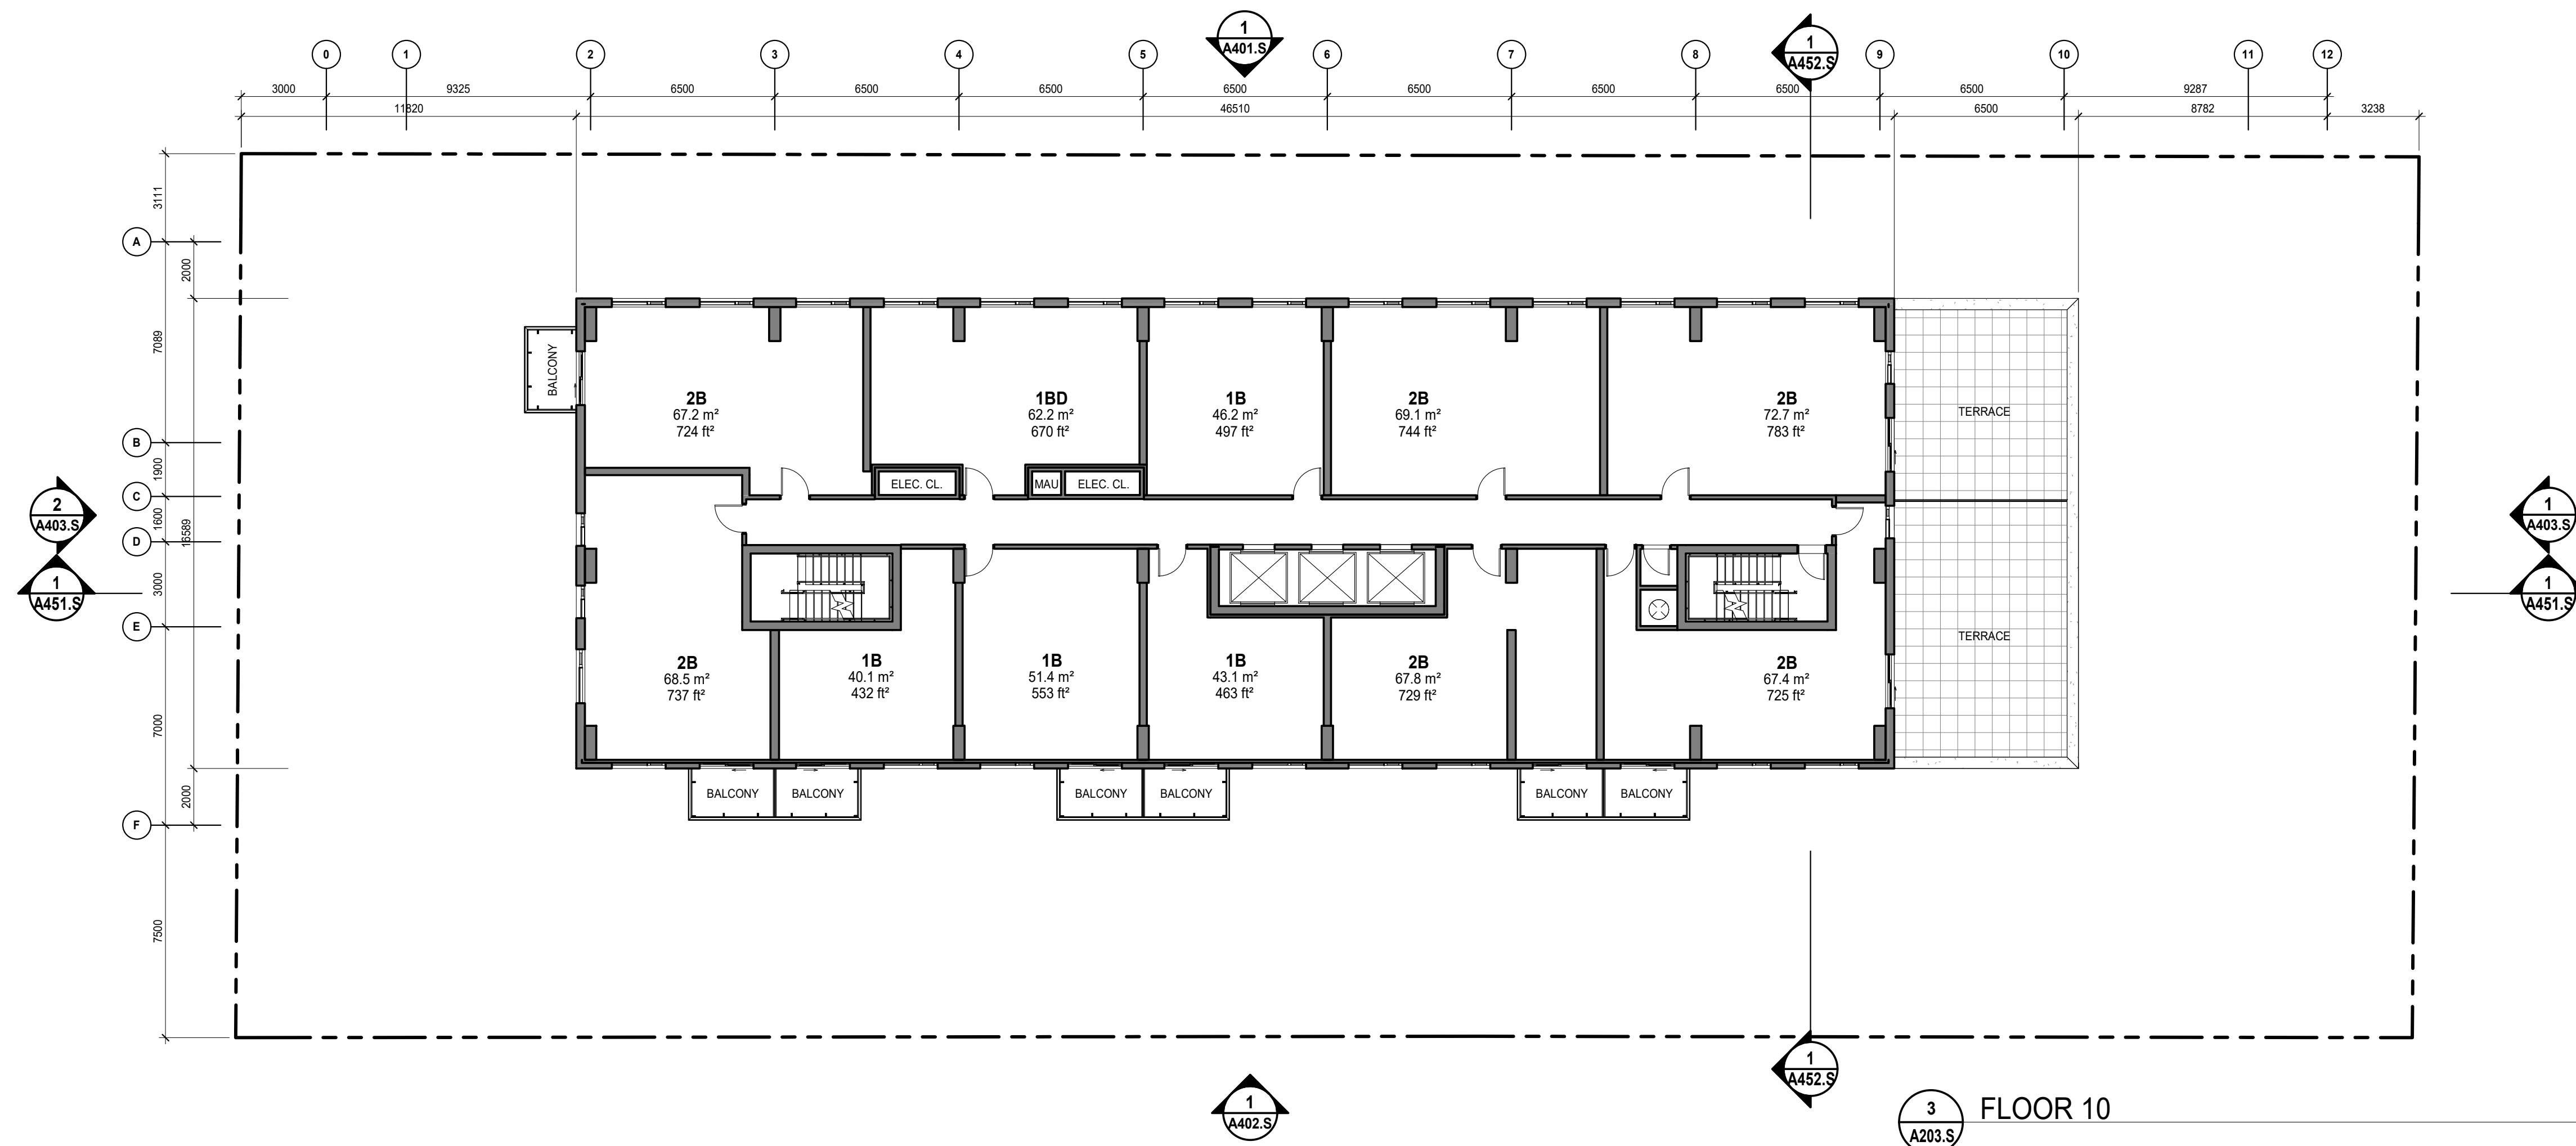 1
A401.S
1
A452.S
0 1 2 3 4 5 6 7 8 9 10 11 12
3000 9325 6500 6500 6500 6500 6500 6500 6500 6500 9287
11820 46510 6500 8782 3238
3111
A
2000
7089
B
1900
C
1600
D
16589
3000
E
7000
2000
F
7500
2
A403.S
1
A451.S
1
A403.S
1
A451.S
BALCONY
2B
67.2 m²
724 ft²
1BD
62.2 m²
670 ft²
1B
46.2 m²
497 ft²
2B
69.1 m²
744 ft²
2B
72.7 m²
783 ft²
TERRACE
ELEC. CL.
MAU
ELEC. CL.
2B
68.5 m²
737 ft²
1B
40.1 m²
432 ft²
1B
51.4 m²
553 ft²
1B
43.1 m²
463 ft²
2B
67.8 m²
729 ft²
2B
67.4 m²
725 ft²
TERRACE
BALCONY BALCONY BALCONY BALCONY BALCONY BALCONY
1
A402.S
1
A452.S
3
A203.S
FLOOR 10